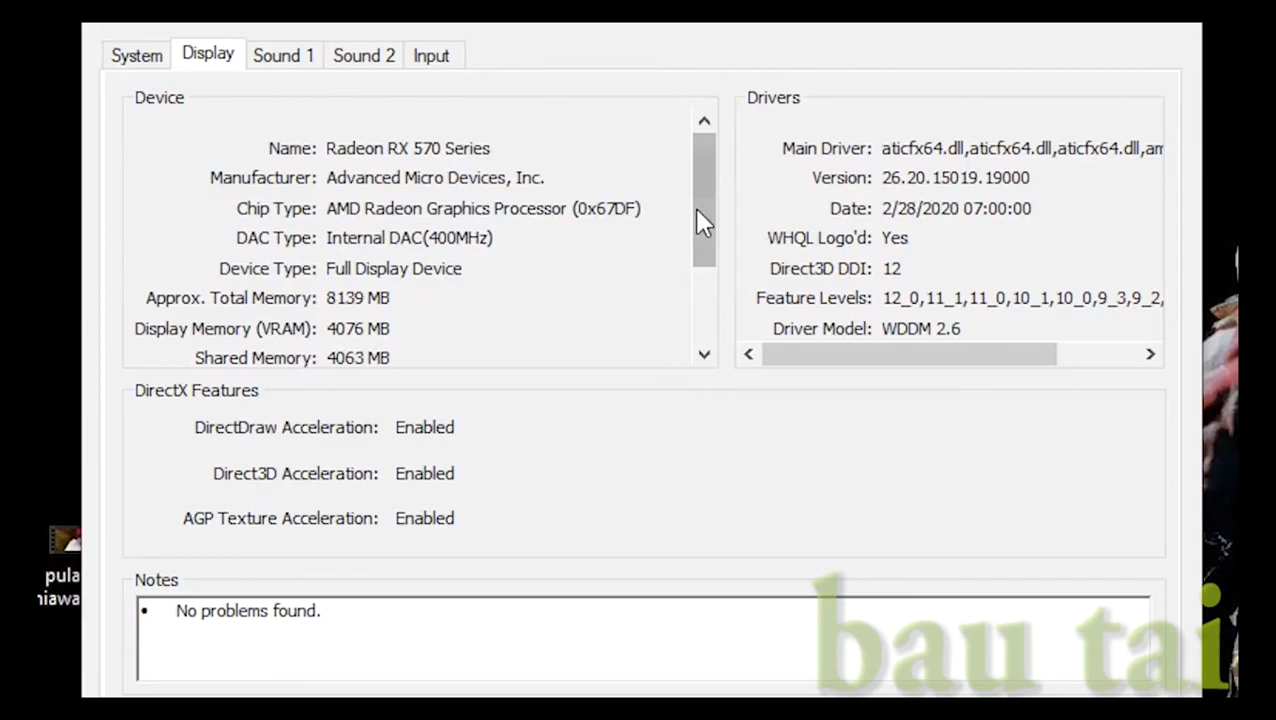 System Display Sound 1 Sound 2 Input
Device
Name: Radeon RX 570 Series
Manufacturer: Advanced Micro Devices, Inc.
Chip Type: AMD Radeon Graphics Processor (0x67DF)
DAC Type: Internal DAC(400MHz)
Device Type: Full Display Device
Approx. Total Memory: 8139 MB
Display Memory (VRAM): 4076 MB
Shared Memory: 4063 MB
Drivers
Main Driver: aticfx64.dll,aticfx64.dll,aticfx64.dll,am
Version: 26.20.15019.19000
Date: 2/28/2020 07:00:00
WHQL Logo'd: Yes
Direct3D DDI: 12
Feature Levels: 12_0,11_1,11_0,10_1,10_0,9_3,9_2,
Driver Model: WDDM 2.6
DirectX Features
DirectDraw Acceleration: Enabled
Direct3D Acceleration: Enabled
AGP Texture Acceleration: Enabled
Notes
• No problems found.
pula
niawa
bau tai